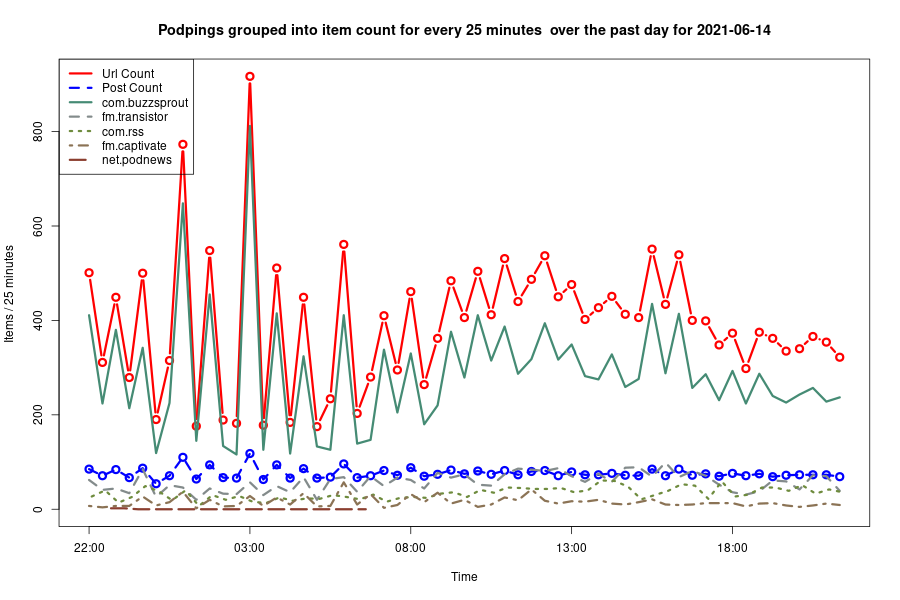 Podpings grouped into item count for every 25 minutes  over the past day for 2021-06-14
Url Count
Post Count
com.buzzsprout
fm.transistor
com.rss
fm.captivate
net.podnews
Items / 25 minutes
800
600
400
200
0
22:00 03:00 08:00 13:00 18:00
Time